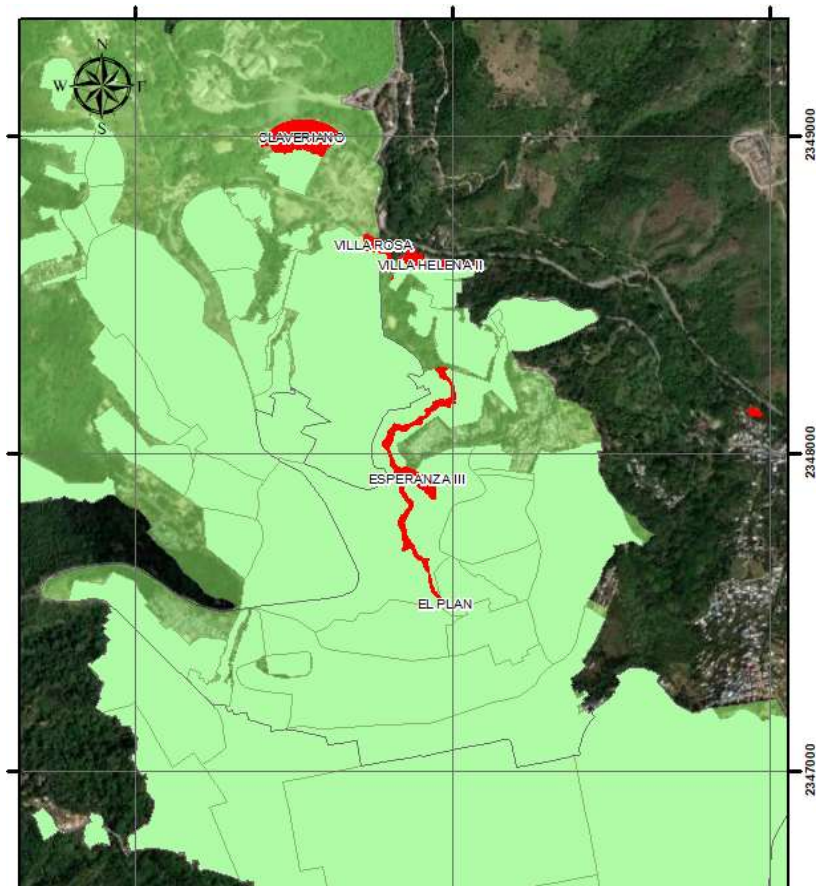 N
W
S
CLAVERIANO
2349000
VILLA ROSA
VILLA HELENA II
2348000
ESPERANZA III
EL PLAN
2347000